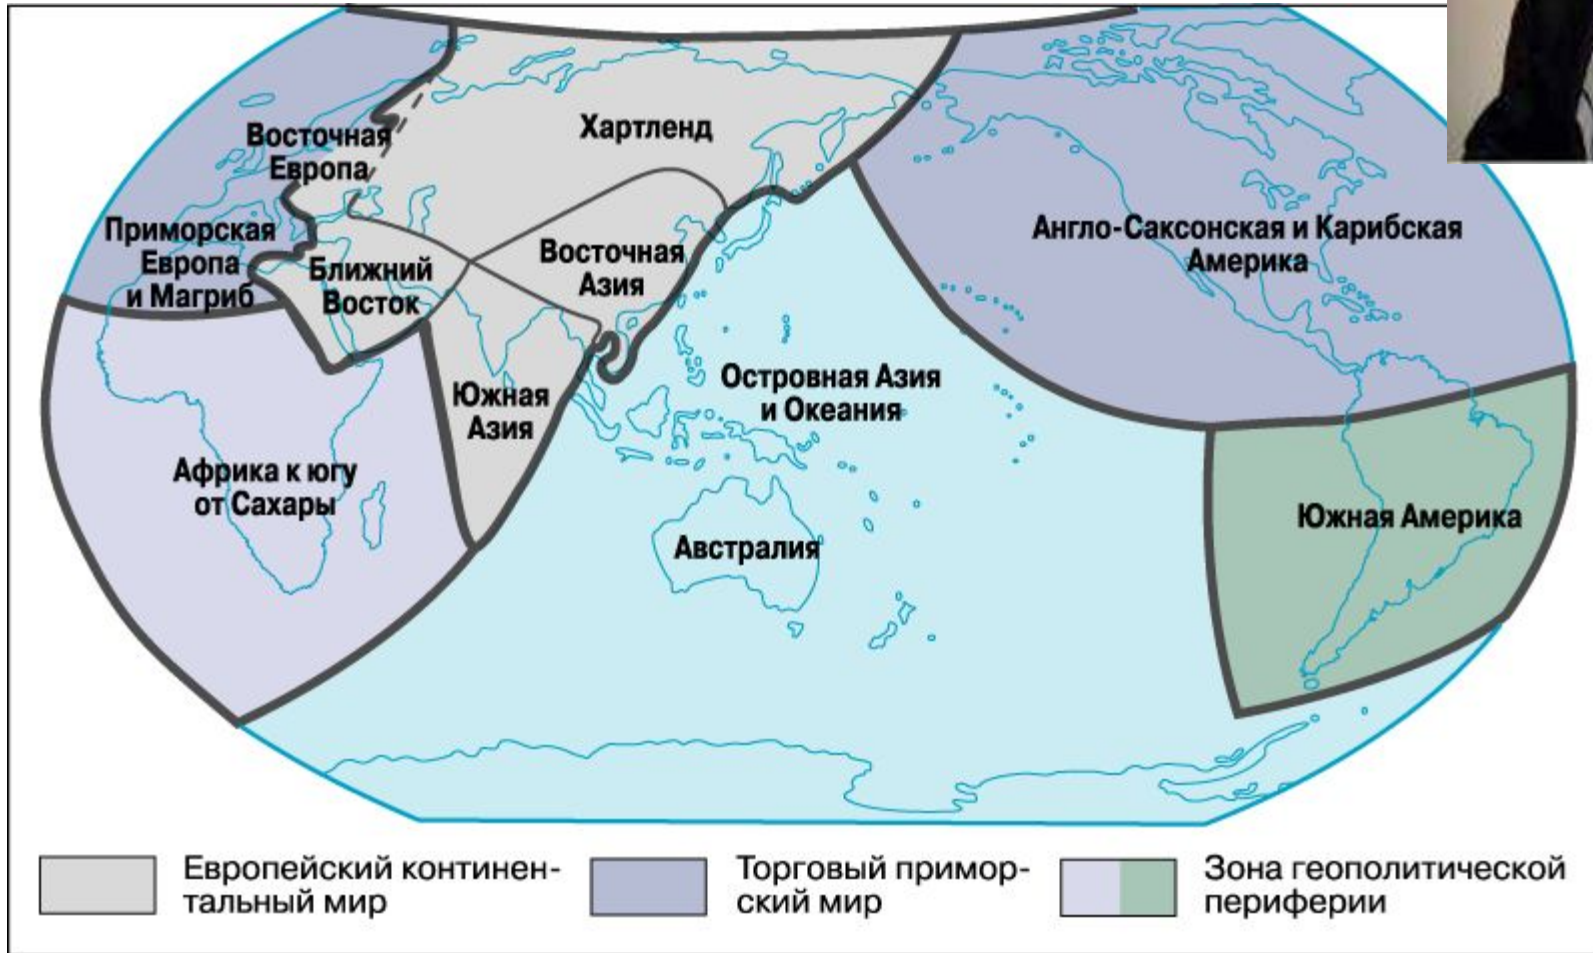 Хартленд
Восточная
Европа
Приморская
Европа
и Магриб
Ближний
Восток
Восточная
Азия
Англо-Саксонская и Карибская
Америка
Южная
Азия
Островная Азия
и Океания
Африка к югу
от Сахары
Австралия
Южная Америка
Европейский континен-
тальный мир
Торговый примор-
ский мир
Зона геополитической
периферии